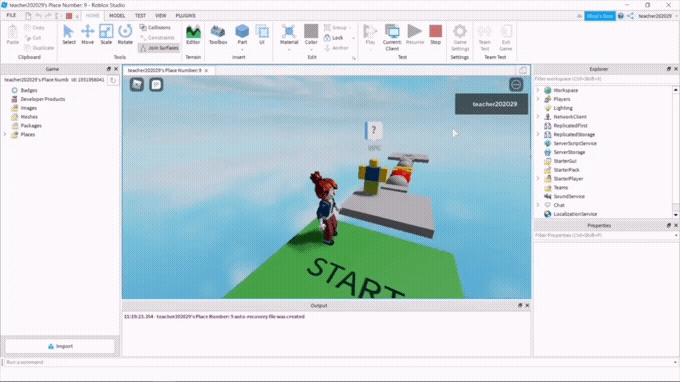 teacher202029's Place Number: 9 - Roblox Studio
FILE HOME MODEL TEST VIEW PLUGINS
teacher202029
Paste Copy Cut Duplicate
Select Move Scale Rotate
Collisions Constraints Join Surfaces
Editor Toolbox Part UI
Material Color Group Lock Anchor
Play Current: Client Resume Stop
Game Settings Team Test Exit Game
Clipboard Tools Terrain Insert Edit Test Settings Team Test
Game
teacher202029's Place Numb
Badges
Developer Products
Images
Meshes
Packages
Places
Import
teacher202029's Place Number: 9
teacher202029
?
NPC
START
Output
11:19:23.354 - teacher202029's Place Number: 9 auto-recovery file was created
Run a command
Explorer
Filter workspace (Ctrl+Shift+X)
Workspace
Players
Lighting
NetworkClient
ReplicatedFirst
ReplicatedStorage
ServerScriptService
ServerStorage
StarterGui
StarterPack
StarterPlayer
Teams
SoundService
Chat
LocalizationService
Properties
Filter Properties (Ctrl+Shift+P)